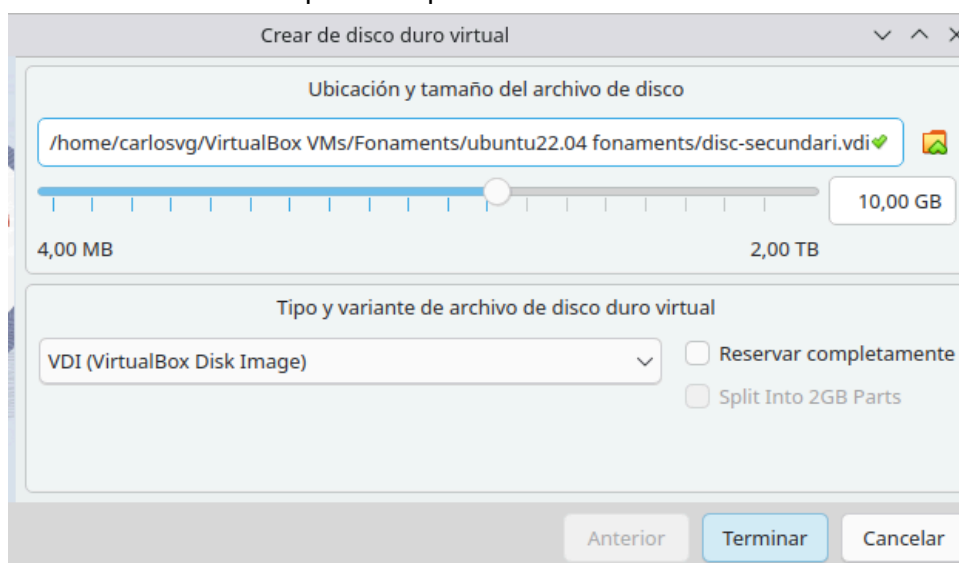 Crear de disco duro virtual
Ubicación y tamaño del archivo de disco
/home/carlosvg/VirtualBox VMs/Fonaments/ubuntu22.04 fonaments/disc-secundari.vdi
10,00 GB
4,00 MB 2,00 TB
Tipo y variante de archivo de disco duro virtual
VDI (VirtualBox Disk Image) Reservar completamente
Split Into 2GB Parts
Anterior Terminar Cancelar